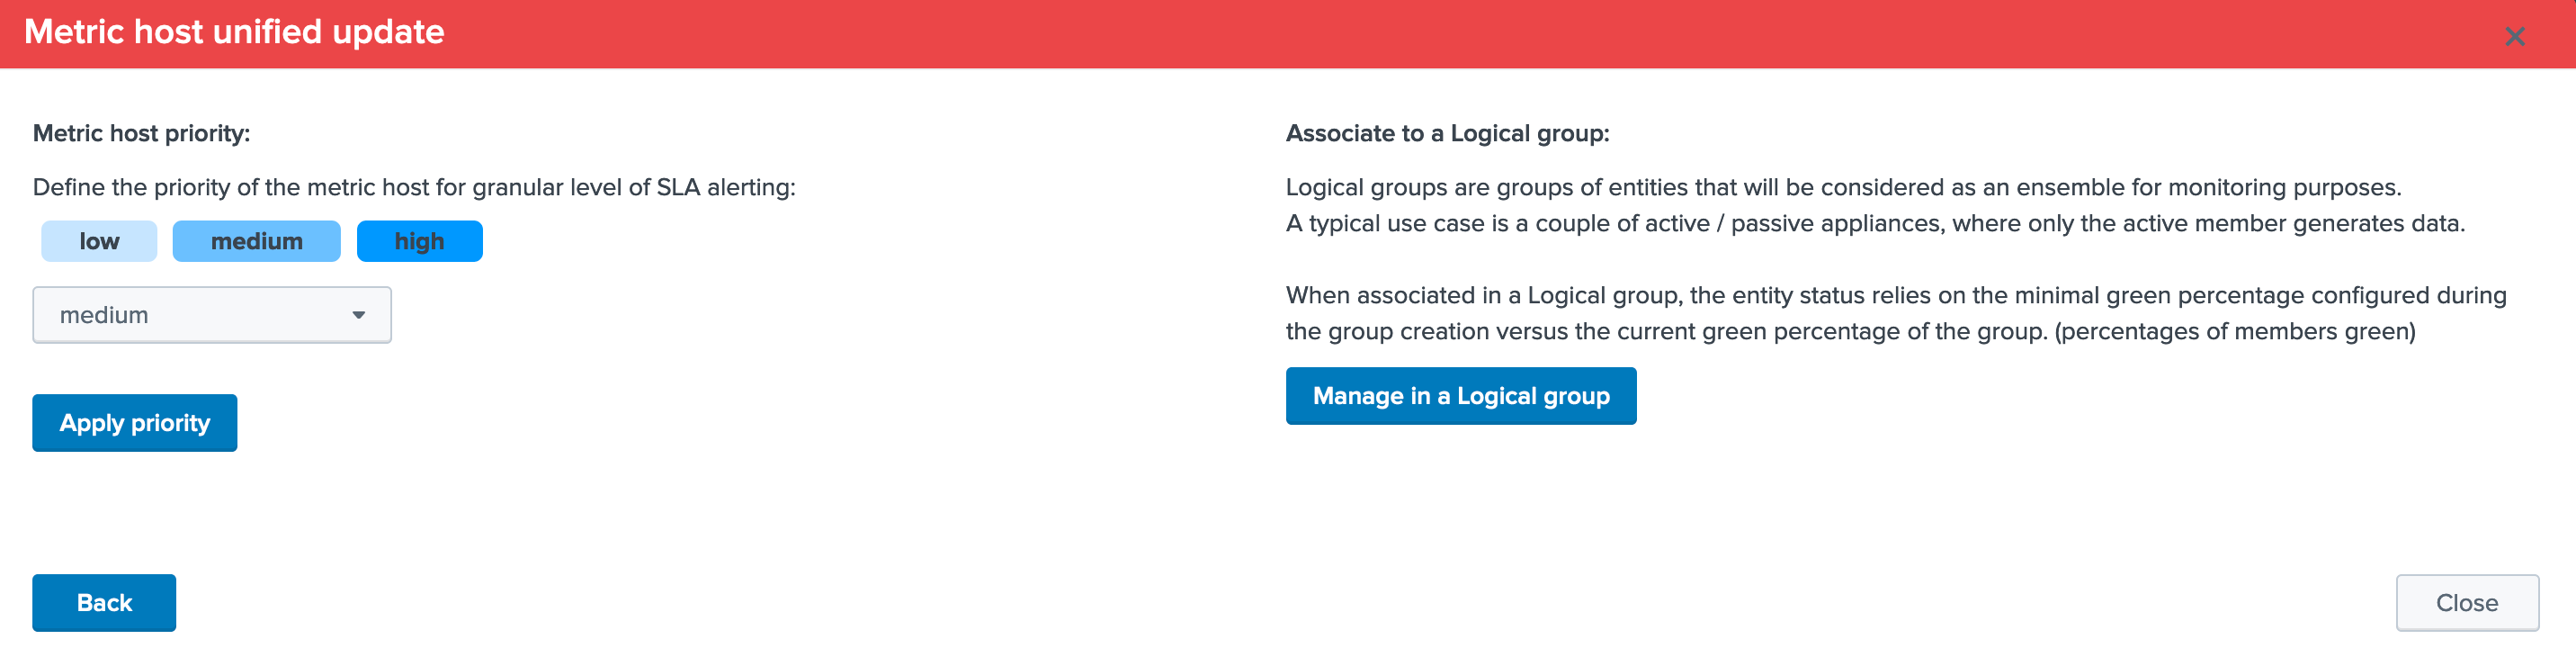 Metric host unified update
Metric host priority:
Define the priority of the metric host for granular level of SLA alerting:
low medium high
medium
Apply priority
Associate to a Logical group:
Logical groups are groups of entities that will be considered as an ensemble for monitoring purposes.
A typical use case is a couple of active / passive appliances, where only the active member generates data.
When associated in a Logical group, the entity status relies on the minimal green percentage configured during
the group creation versus the current green percentage of the group. (percentages of members green)
Manage in a Logical group
Back
Close